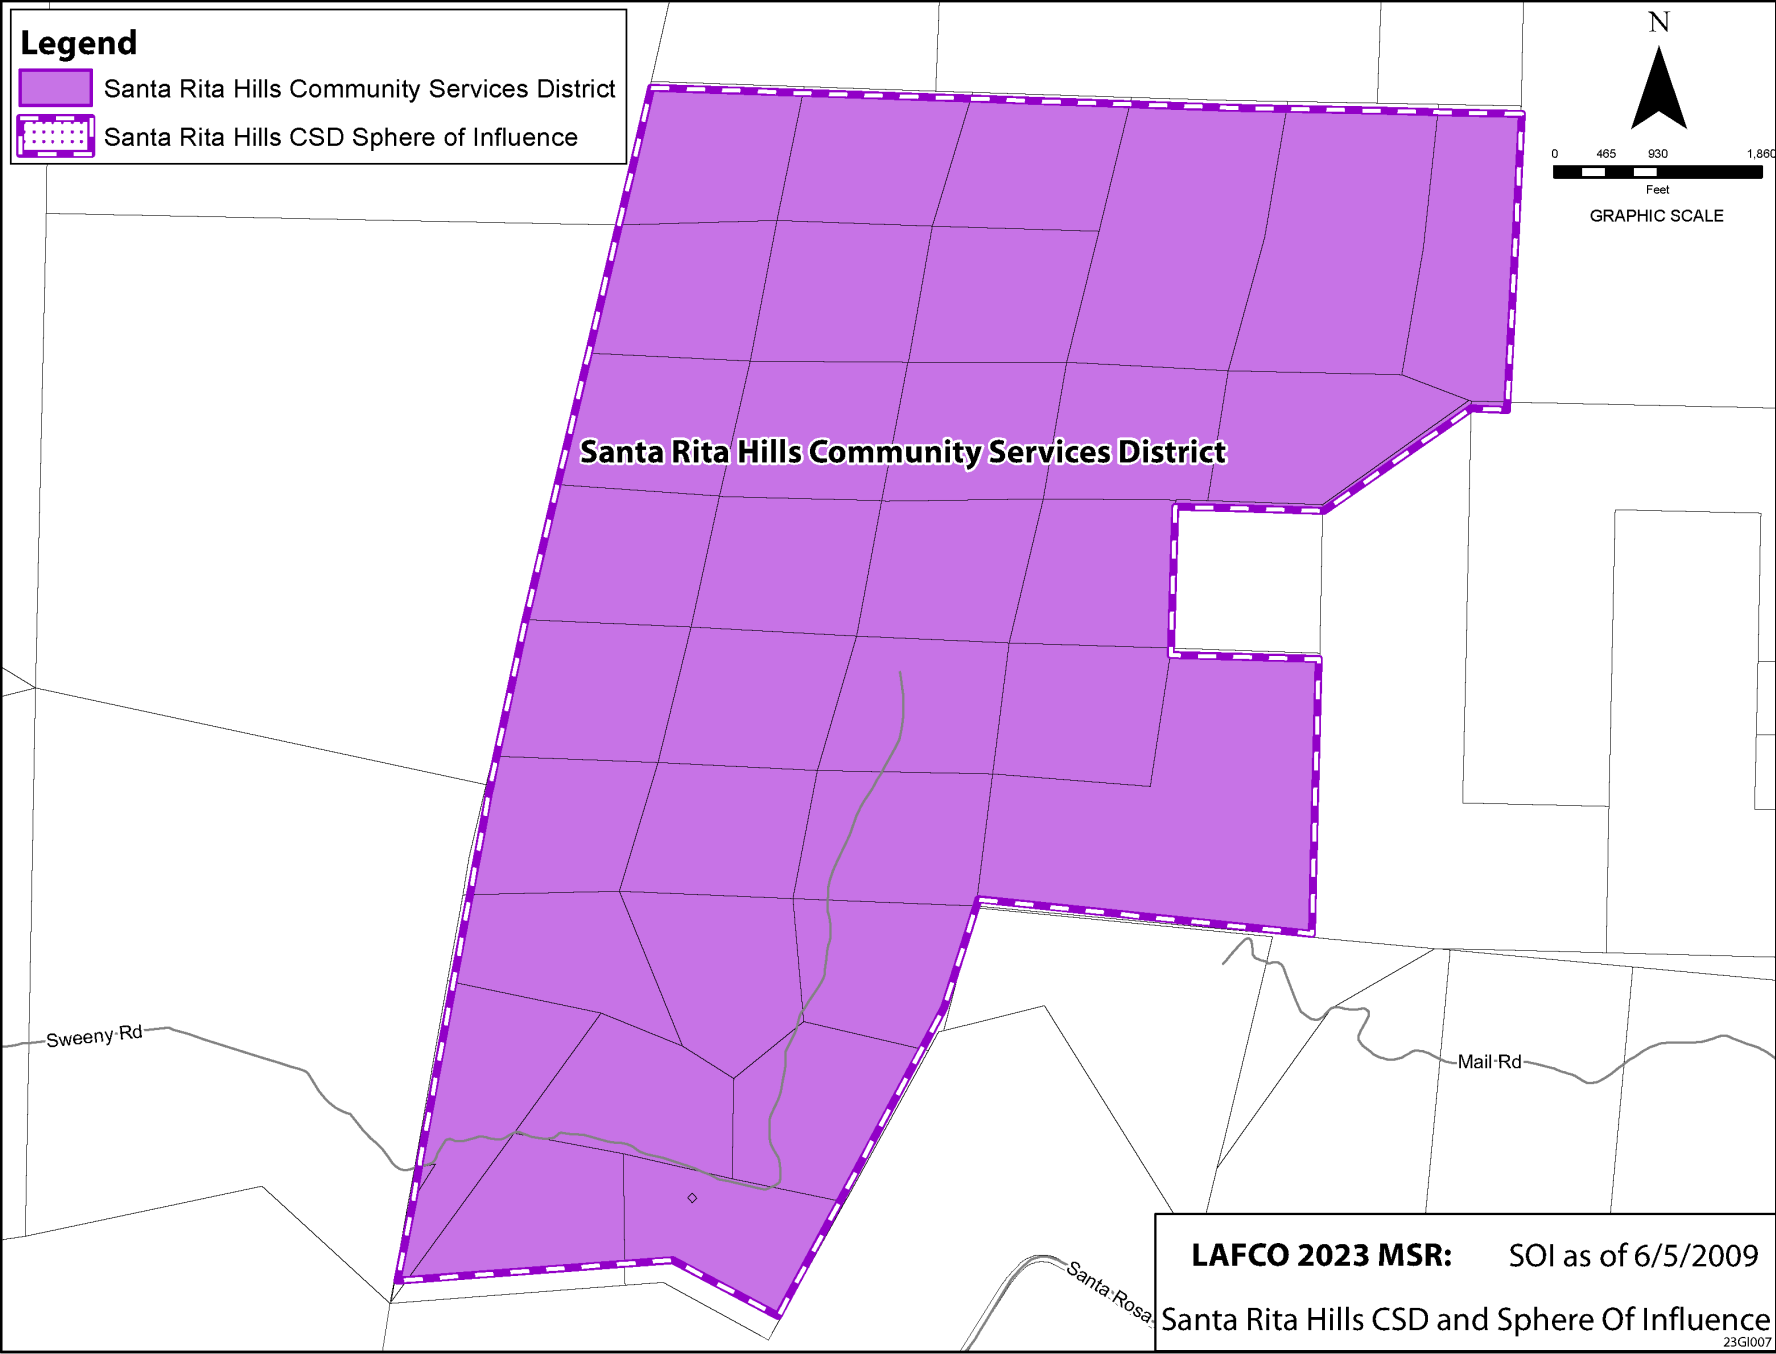 Legend
Santa Rita Hills Community Services District
Santa Rita Hills CSD Sphere of Influence
N
0 465 930 1,860
Feet
GRAPHIC SCALE
Santa Rita Hills Community Services District
Sweeny Rd
Mail Rd
Santa Rosa
LAFCO 2023 MSR: SOI as of 6/5/2009
Santa Rita Hills CSD and Sphere Of Influence
23GI007